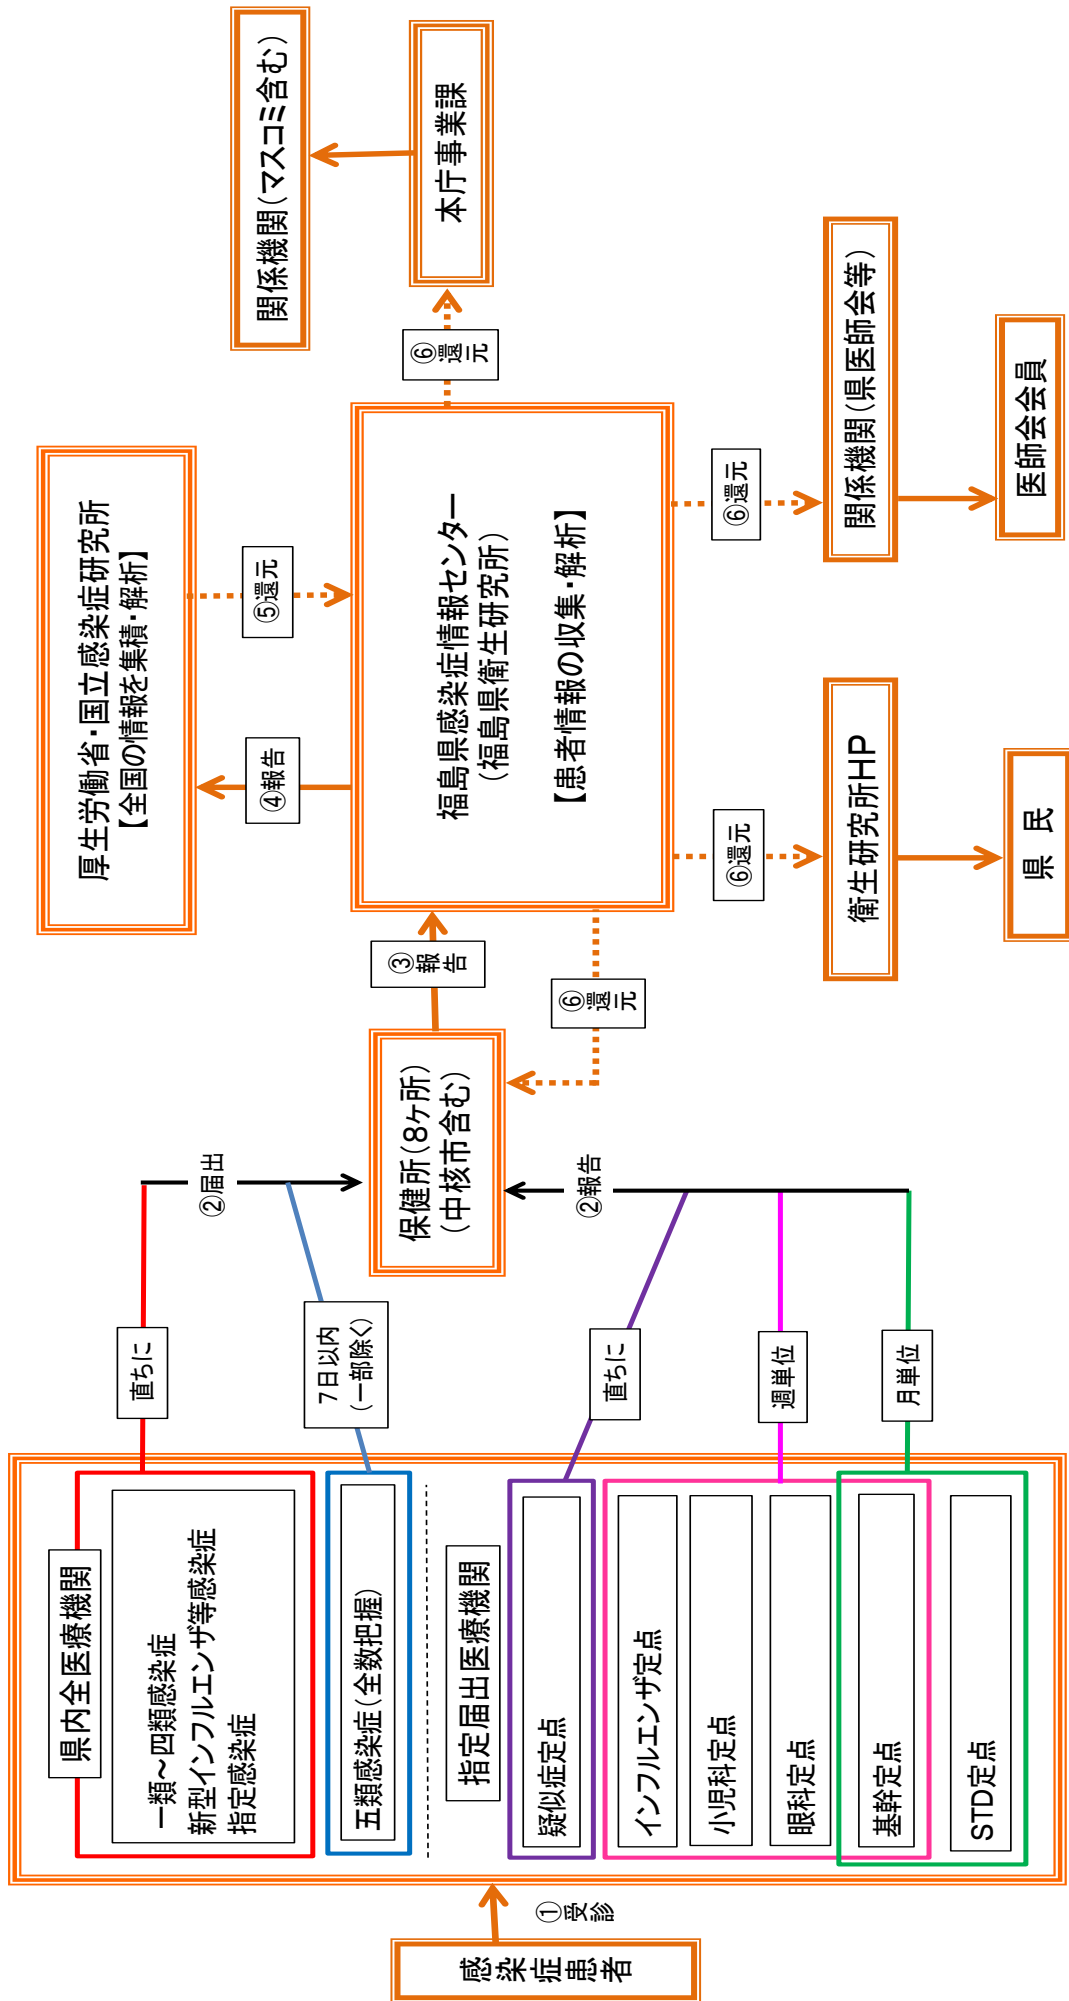 感染症患者
①受診
県内全医療機関
一類～四類感染症
新型インフルエンザ等感染症
指定感染症
五類感染症(全数把握)
指定届出医療機関
疑似症定点
インフルエンザ定点
小児科定点
眼科定点
基幹定点
STD定点
直ちに
7日以内
(一部除く)
直ちに
週単位
月単位
②届出
②報告
保健所(8ヶ所)
(中核市含む)
③報告
⑥還元
厚生労働省・国立感染症研究所
【全国の情報を集積・解析】
④報告
⑤還元
福島県感染症情報センター
(福島県衛生研究所)
【患者情報の収集・解析】
⑥還元
衛生研究所HP
県 民
⑥還元
関係機関(県医師会等)
医師会会員
⑥還元
本庁事業課
関係機関(マスコミ含む)